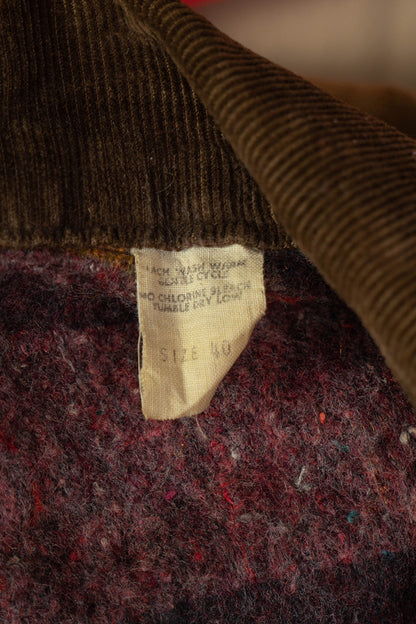 MACH WASH WARM
GENTLE CYCLE
NO CHLORINE BLEACH
TUMBLE DRY LOW
SIZE 40